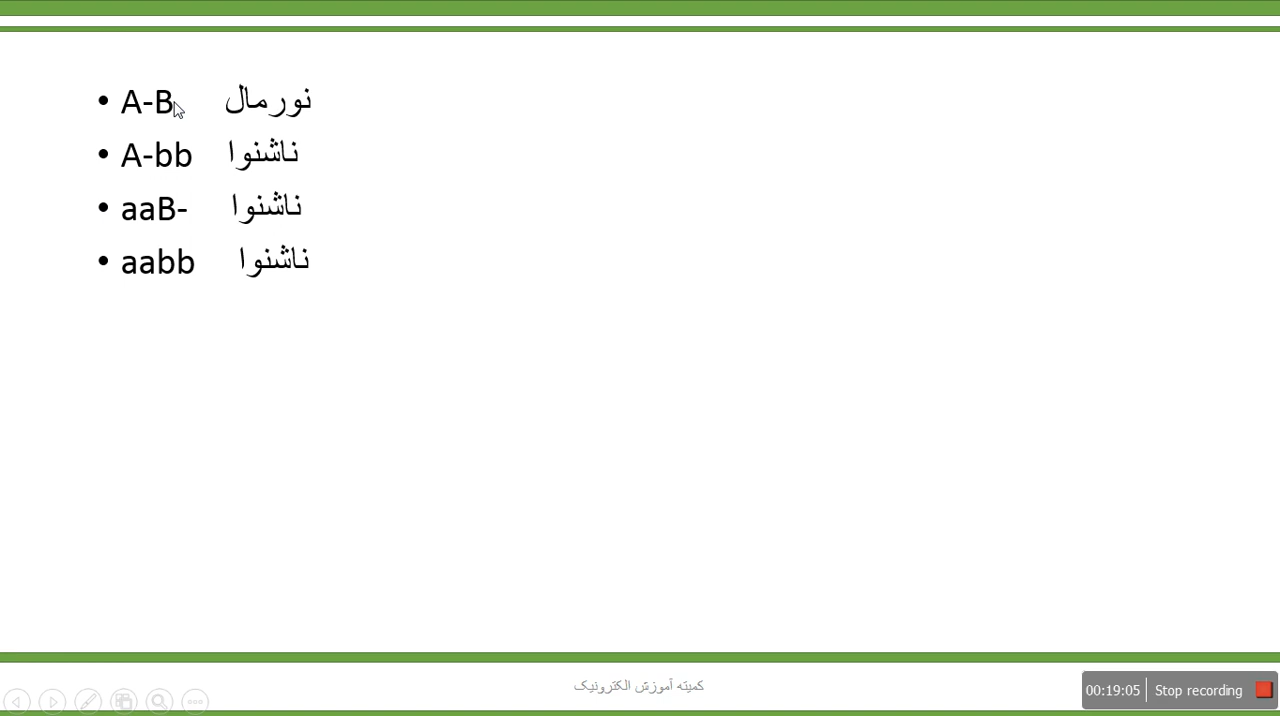 • A-B نورمال
• A-bb ناشنوا
• aaB- ناشنوا
• aabb ناشنوا
کمیته آموزش الکترونیک
00:19:05 Stop recording